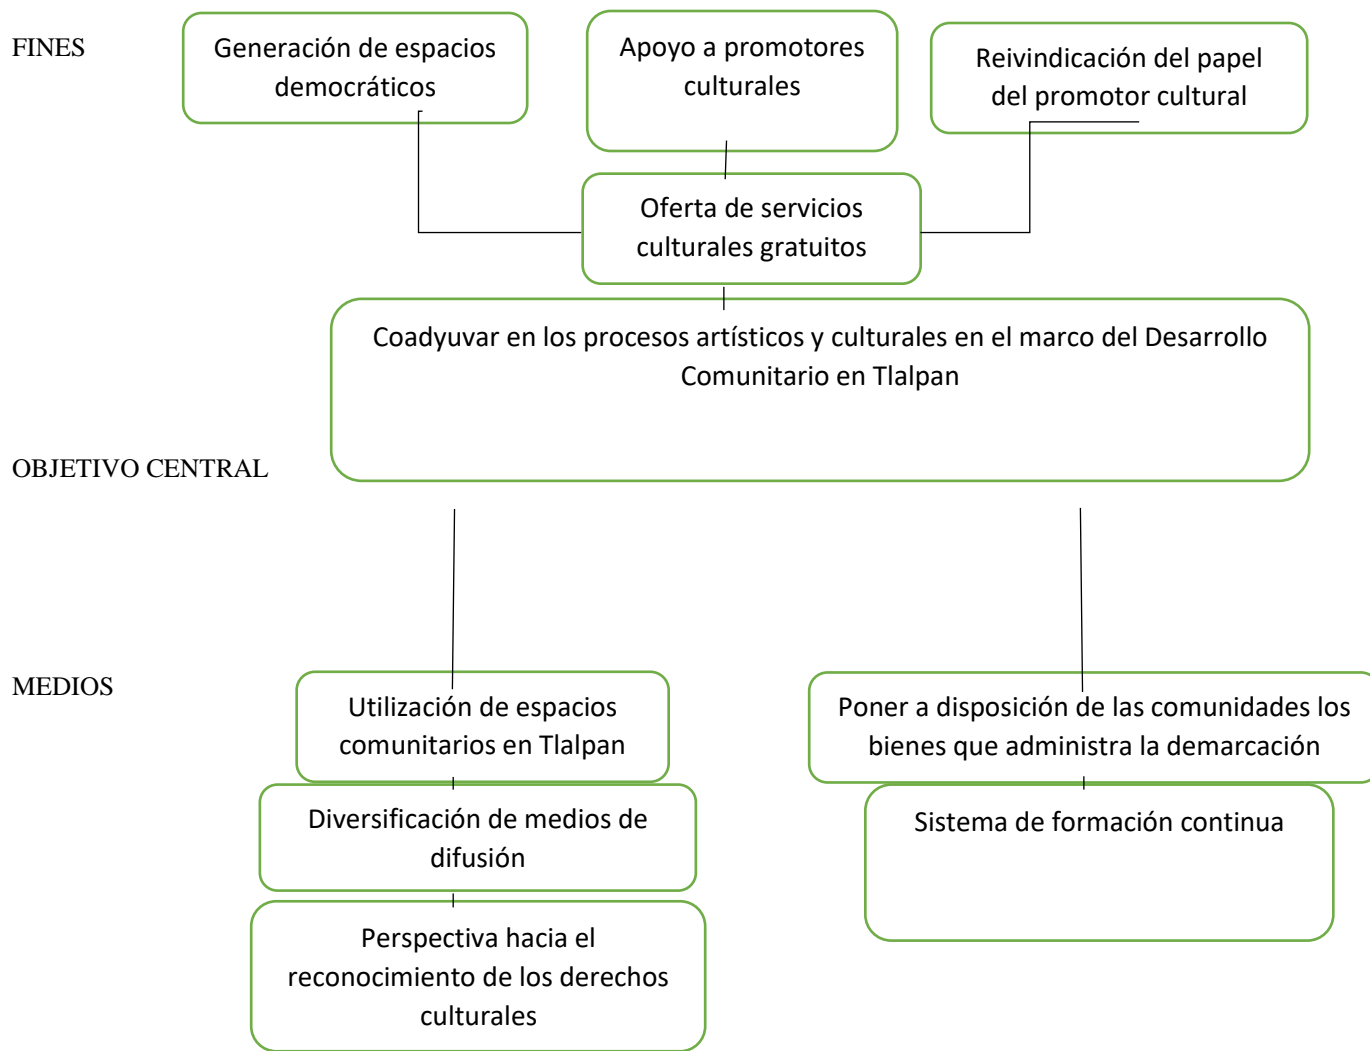 FINES
Generación de espacios
democráticos
Apoyo a promotores
culturales
Reivindicación del papel
del promotor cultural
Oferta de servicios
culturales gratuitos
Coadyuvar en los procesos artísticos y culturales en el marco del Desarrollo
Comunitario en Tlalpan
OBJETIVO CENTRAL
MEDIOS
Utilización de espacios
comunitarios en Tlalpan
Poner a disposición de las comunidades los
bienes que administra la demarcación
Diversificación de medios de
difusión
Sistema de formación continua
Perspectiva hacia el
reconocimiento de los derechos
culturales